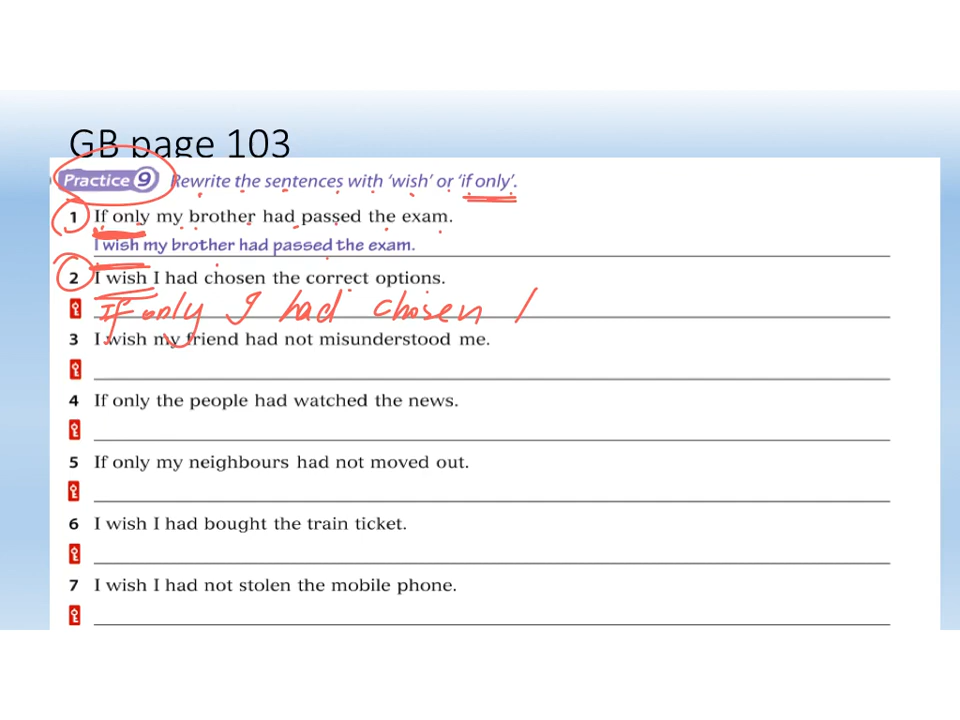 GB page 103
Practice 9 Rewrite the sentences with 'wish' or 'if only'.
1 If only my brother had passed the exam.
I wish my brother had passed the exam.
2 I wish I had chosen the correct options.
If only I had chosen
3 I wish my friend had not misunderstood me.
4 If only the people had watched the news.
5 If only my neighbours had not moved out.
6 I wish I had bought the train ticket.
7 I wish I had not stolen the mobile phone.